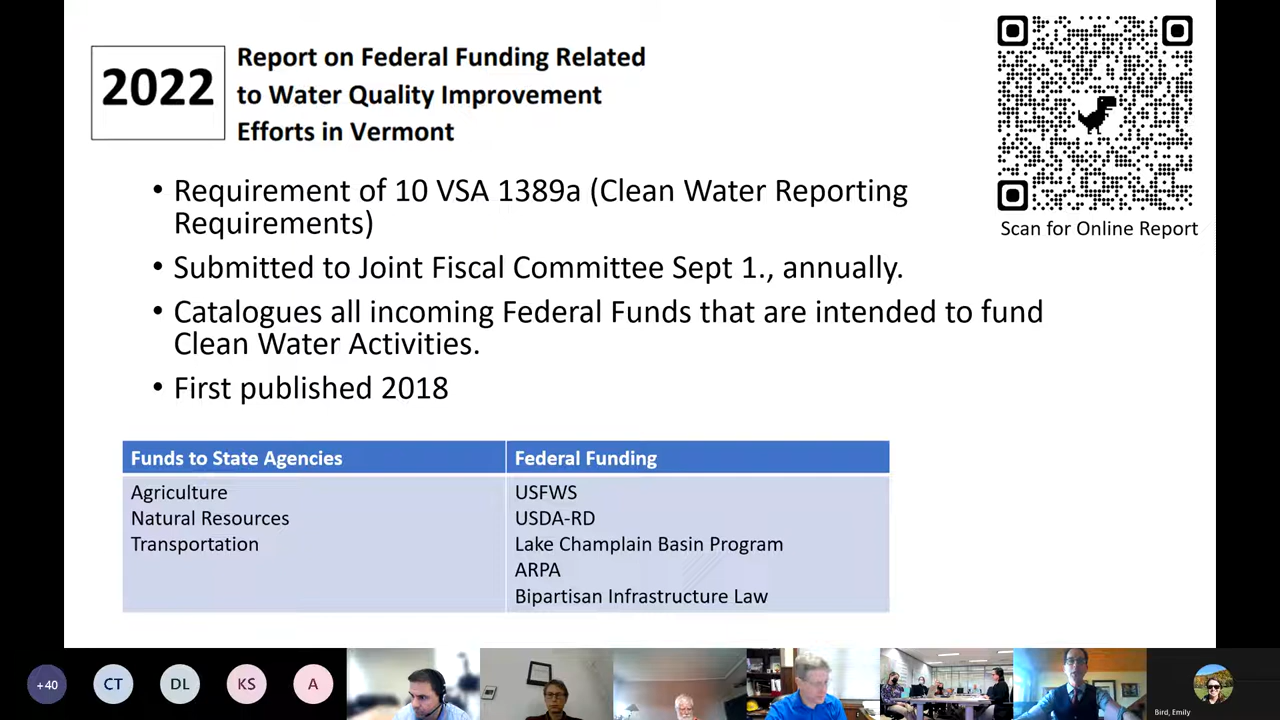 2022
Report on Federal Funding Related
to Water Quality Improvement
Efforts in Vermont
• Requirement of 10 VSA 1389a (Clean Water Reporting
Requirements)
• Submitted to Joint Fiscal Committee Sept 1., annually.
• Catalogues all incoming Federal Funds that are intended to fund
Clean Water Activities.
• First published 2018
Scan for Online Report
Funds to State Agencies
Federal Funding
Agriculture
Natural Resources
Transportation
USFWS
USDA-RD
Lake Champlain Basin Program
ARPA
Bipartisan Infrastructure Law
+40
CT
DL
KS
A
Bird, Emily